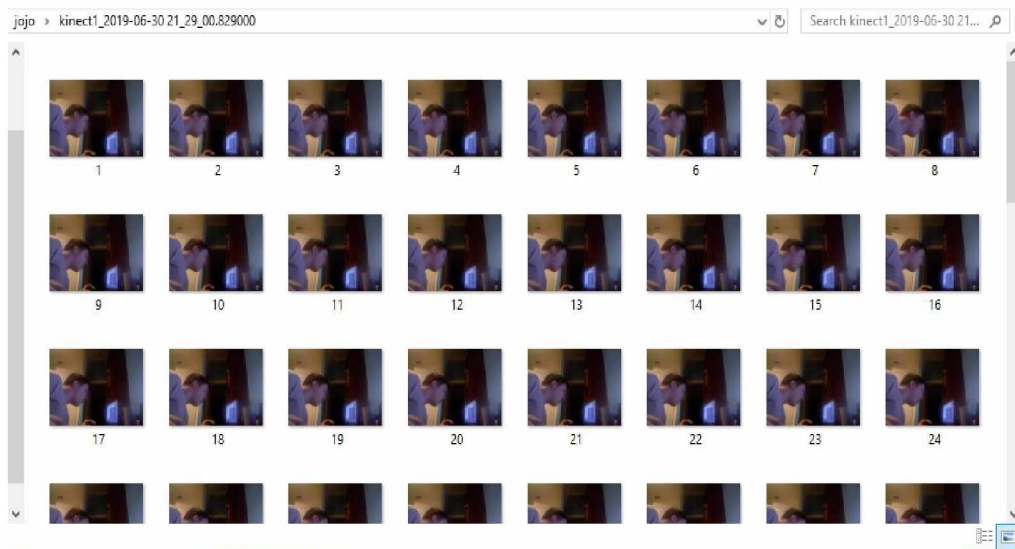 jojo > kinect1_2019-06-30 21_29_00.829000
Search kinect1_2019-06-30 21...
1 2 3 4 5 6 7 8
9 10 11 12 13 14 15 16
17 18 19 20 21 22 23 24